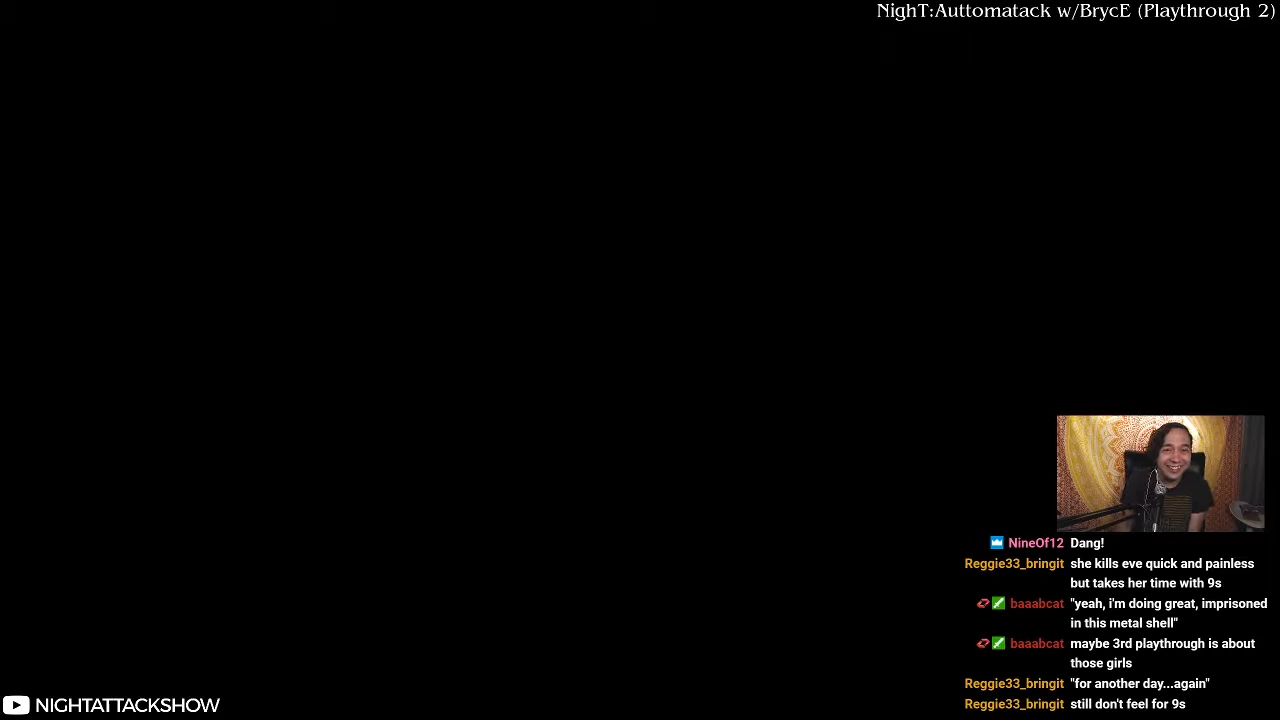 NighT:Auttomatack w/BrycE (Playthrough 2)
NineOf12 Dang!
Reggie33_bringit she kills eve quick and painless
but takes her time with 9s
baaabcat "yeah, i'm doing great, imprisoned
in this metal shell"
baaabcat maybe 3rd playthrough is about
those girls
Reggie33_bringit "for another day...again"
Reggie33_bringit still don't feel for 9s
NIGHTATTACKSHOW